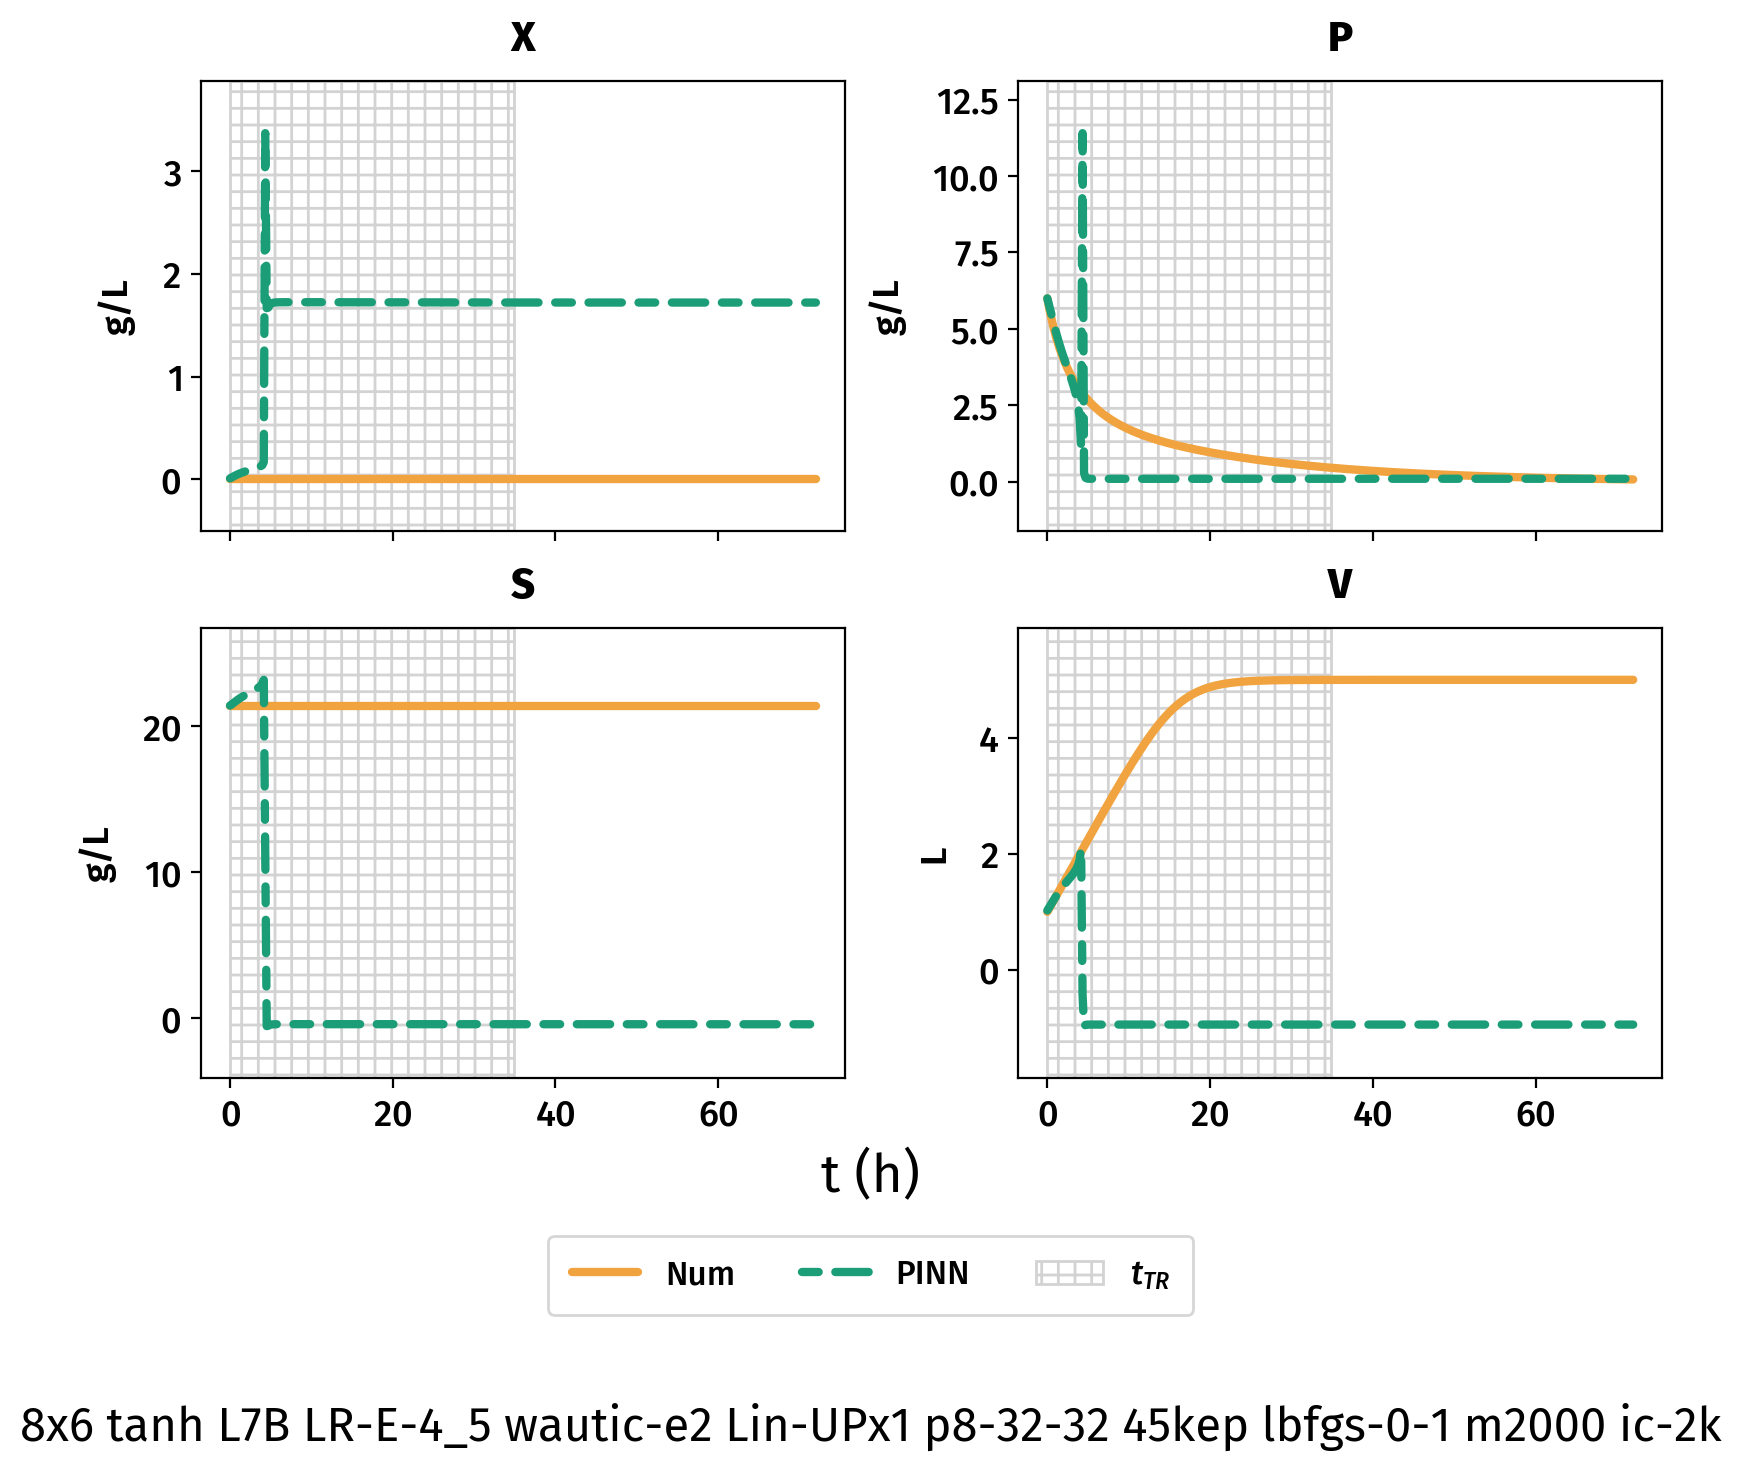 X
P
3
2
1
0
g/L
12.5
10.0
7.5
5.0
2.5
0.0
g/L
S
V
20
10
0
g/L
4
2
0
L
0 20 40 60
0 20 40 60
t (h)
Num PINN tTR
8x6 tanh L7B LR-E-4_5 wautic-e2 Lin-UPx1 p8-32-32 45kep lbfgs-0-1 m2000 ic-2k